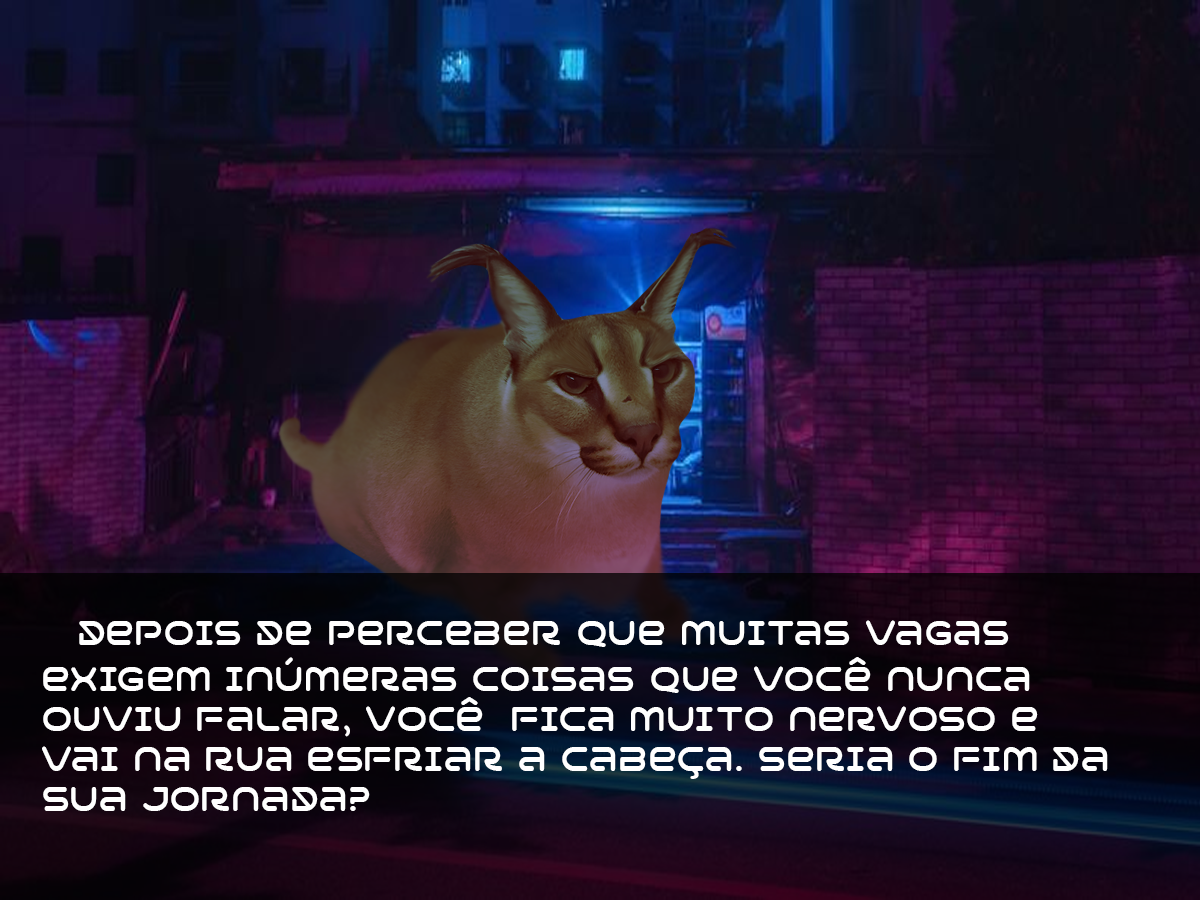 Depois de perceber que muitas vagas
exigem inúmeras coisas que você nunca
ouviu falar, você fica muito nervoso e
vai na rua esfriar a cabeça. Seria o fim da
sua jornada?